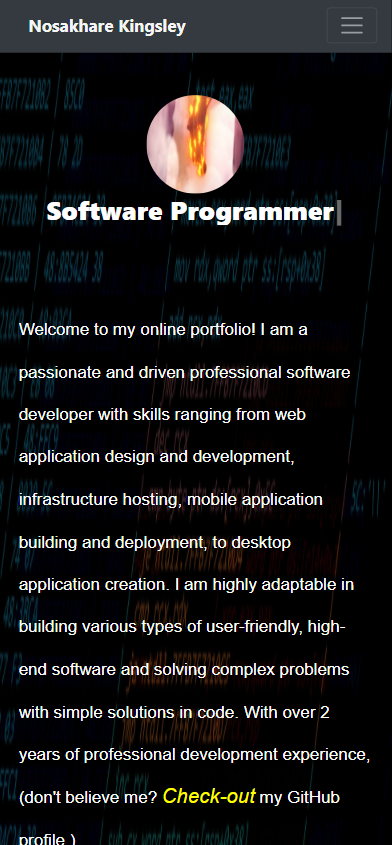 Nosakhare Kingsley
Software Programmer
Welcome to my online portfolio! I am a
passionate and driven professional software
developer with skills ranging from web
application design and development,
infrastructure hosting, mobile application
building and deployment, to desktop
application creation. I am highly adaptable in
building various types of user-friendly, high-
end software and solving complex problems
with simple solutions in code. With over 2
years of professional development experience,
(don't believe me? Check-out my GitHub
profile.)